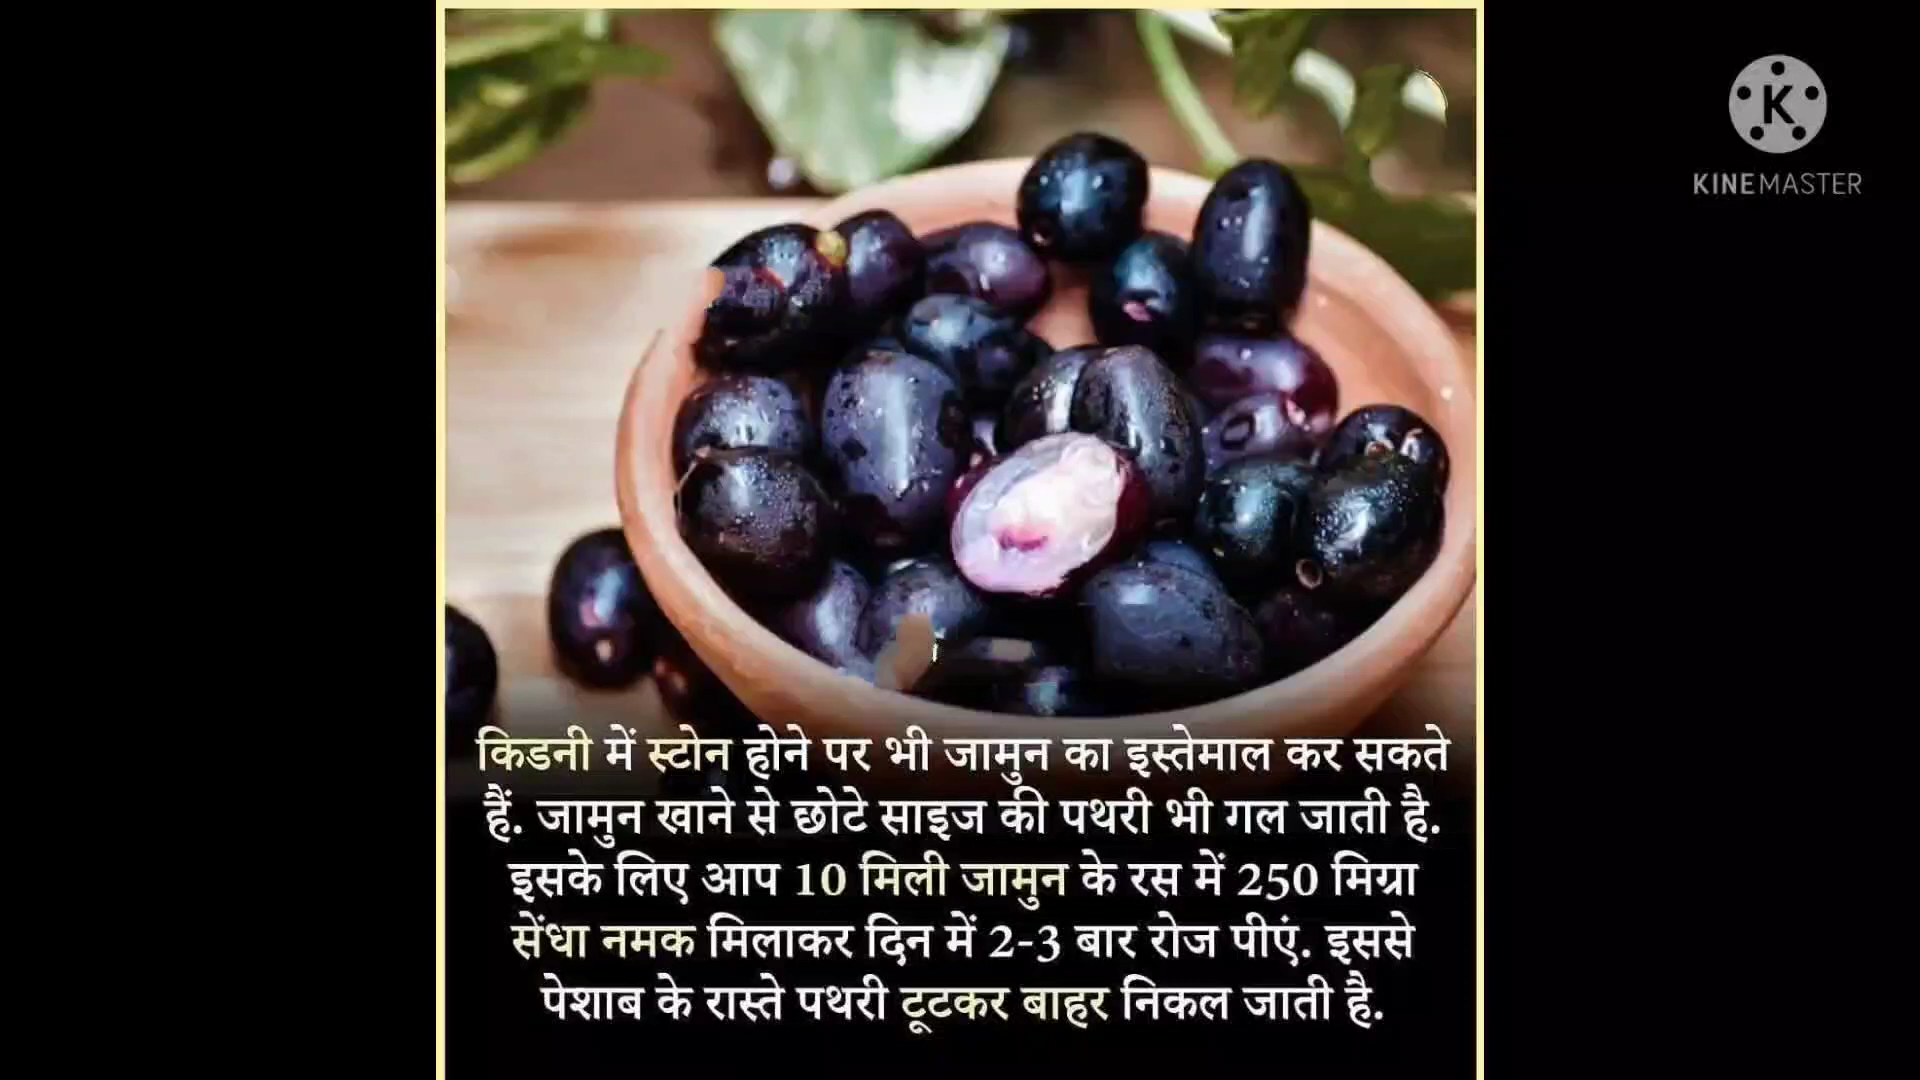 K
KINEMASTER
किडनी में स्टोन होने पर भी जामुन का इस्तेमाल कर सकते
हैं. जामुन खाने से छोटे साइज की पथरी भी गल जाती है.
इसके लिए आप 10 मिली जामुन के रस में 250 मिग्रा
सेंधा नमक मिलाकर दिन में 2-3 बार रोज पीएं. इससे
पेशाब के रास्ते पथरी टूटकर बाहर निकल जाती है.